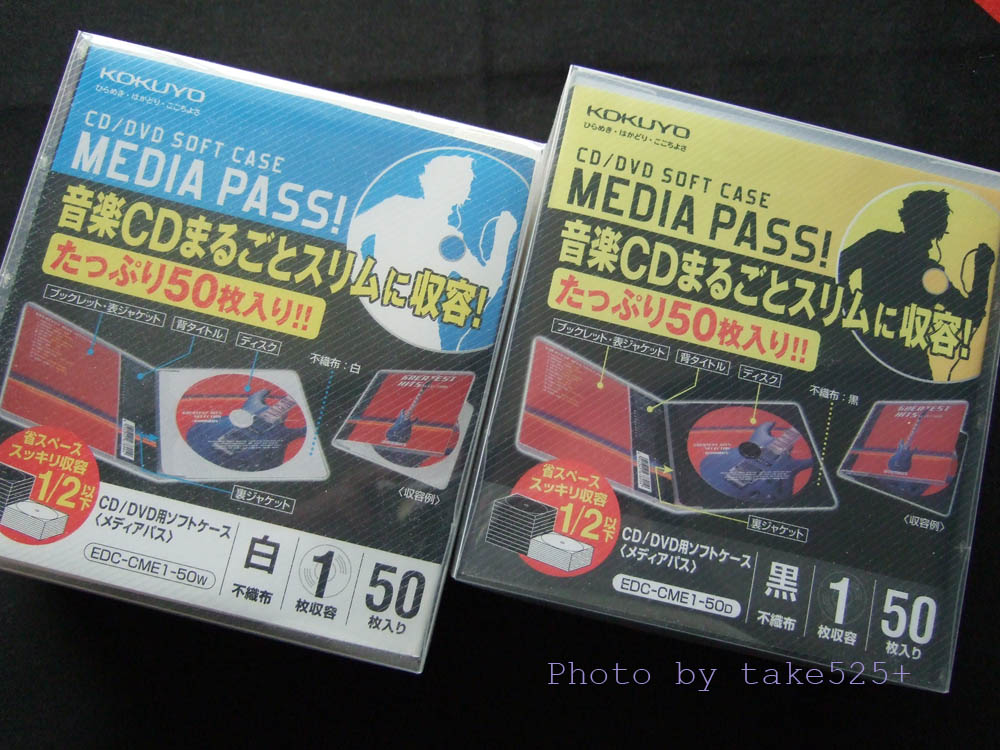 KOKUYO
ひらめき・はかどり・ここちよさ
CD/DVD SOFT CASE
MEDIA PASS!
音楽CDまるごとスリムに収容!
たっぷり50枚入り!!
ブックレット・表ジャケット
背タイトル
ディスク
不織布:白
GREATEST
HITS
裏ジャケット
〈収容例〉
省スペース
スッキリ収容
1/2以下
CD/DVD用ソフトケース
〈メディアパス〉
EDC-CME1-50W
白
不織布
1
枚収容
50
枚入り
KOKUYO
ひらめき・はかどり・ここちよさ
CD/DVD SOFT CASE
MEDIA PASS!
音楽CDまるごとスリムに収容!
たっぷり50枚入り!!
ブックレット・表ジャケット
背タイトル
ディスク
不織布:黒
GREATEST
HITS
裏ジャケット
〈収容例〉
省スペース
スッキリ収容
1/2以下
CD/DVD用ソフトケース
〈メディアパス〉
EDC-CME1-50D
黒
不織布
1
枚収容
50
枚入り
Photo by take525+